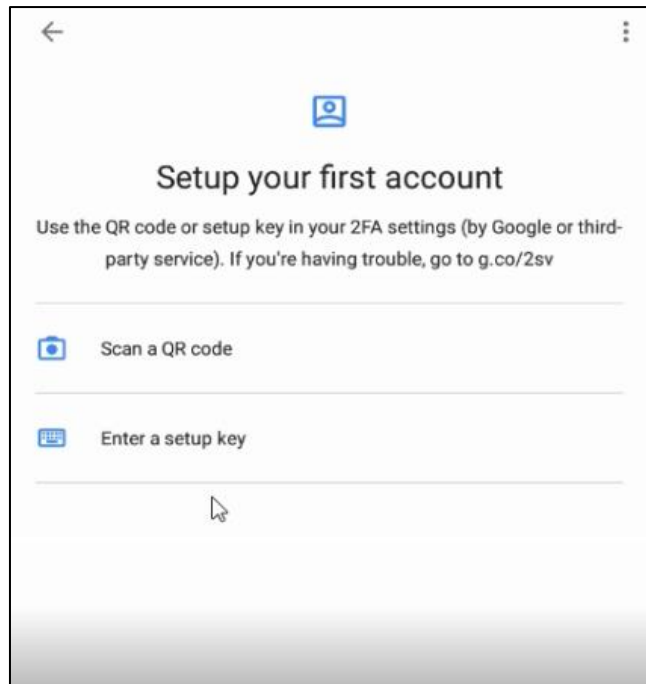 Setup your first account
Use the QR code or setup key in your 2FA settings (by Google or third-
party service). If you're having trouble, go to g.co/2sv
Scan a QR code
Enter a setup key